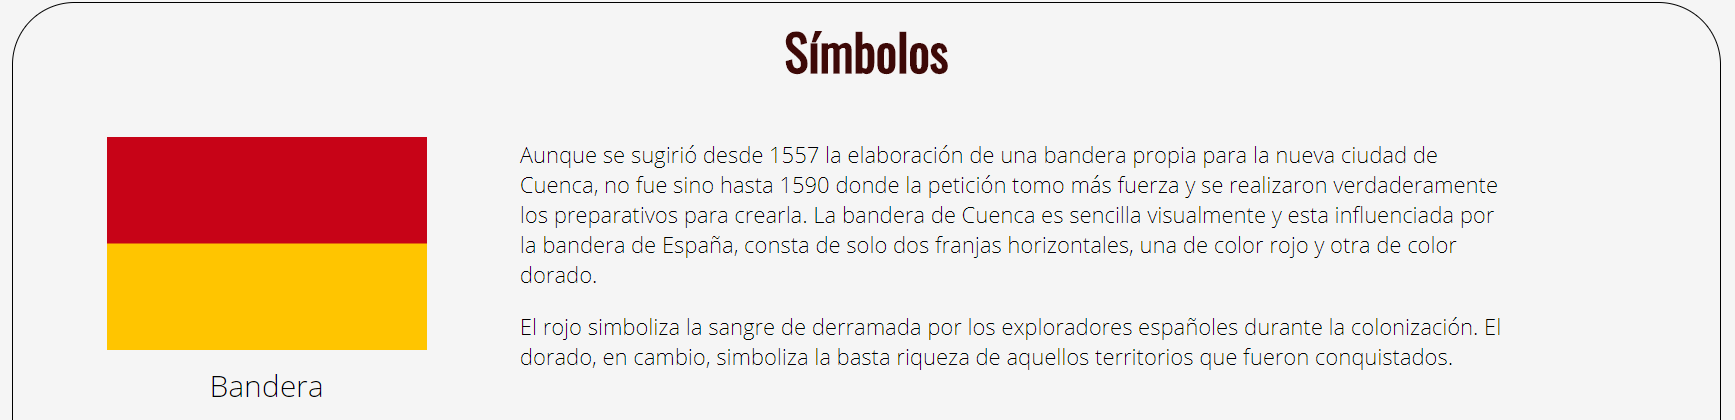 Símbolos
Aunque se sugirió desde 1557 la elaboración de una bandera propia para la nueva ciudad de
Cuenca, no fue sino hasta 1590 donde la petición tomo más fuerza y se realizaron verdaderamente
los preparativos para crearla. La bandera de Cuenca es sencilla visualmente y esta influenciada por
la bandera de España, consta de solo dos franjas horizontales, una de color rojo y otra de color
dorado.
El rojo simboliza la sangre de derramada por los exploradores españoles durante la colonización. El
dorado, en cambio, simboliza la basta riqueza de aquellos territorios que fueron conquistados.
Bandera